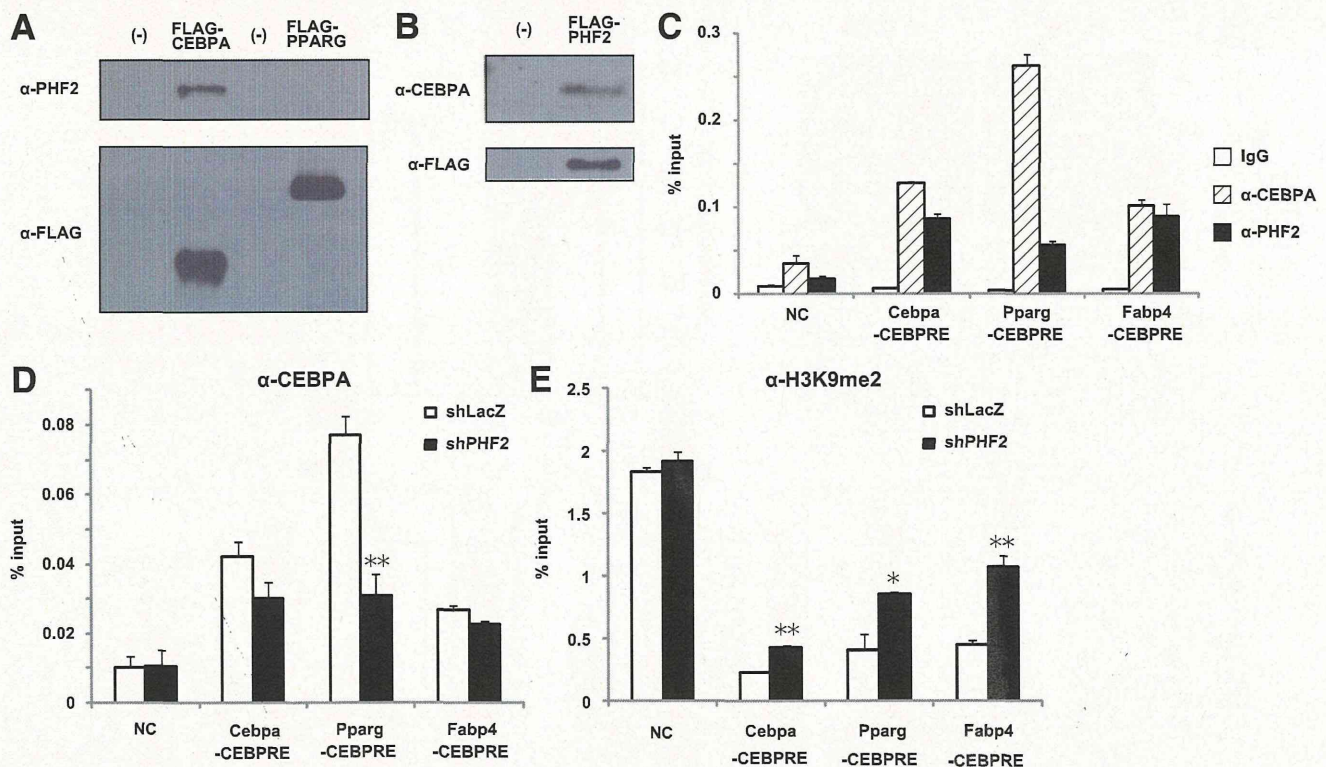 A
(-)
FLAG-
CEBPA
(-)
FLAG-
PPARG
α-PHF2
α-FLAG
B
(-)
FLAG-
PHF2
α-CEBPA
α-FLAG
C
% input
0.3
0.2
0.1
0
NC
Cebpa
-CEBPRE
Pparg
-CEBPRE
Fabp4
-CEBPRE
IgG
α-CEBPA
α-PHF2
D
α-CEBPA
% input
0.08
0.06
0.04
0.02
0
**
shLacZ
shPHF2
NC
Cebpa
-CEBPRE
Pparg
-CEBPRE
Fabp4
-CEBPRE
E
α-H3K9me2
% input
2.5
2
1.5
1
0.5
0
**
*
**
shLacZ
shPHF2
NC
Cebpa
-CEBPRE
Pparg
-CEBPRE
Fabp4
-CEBPRE